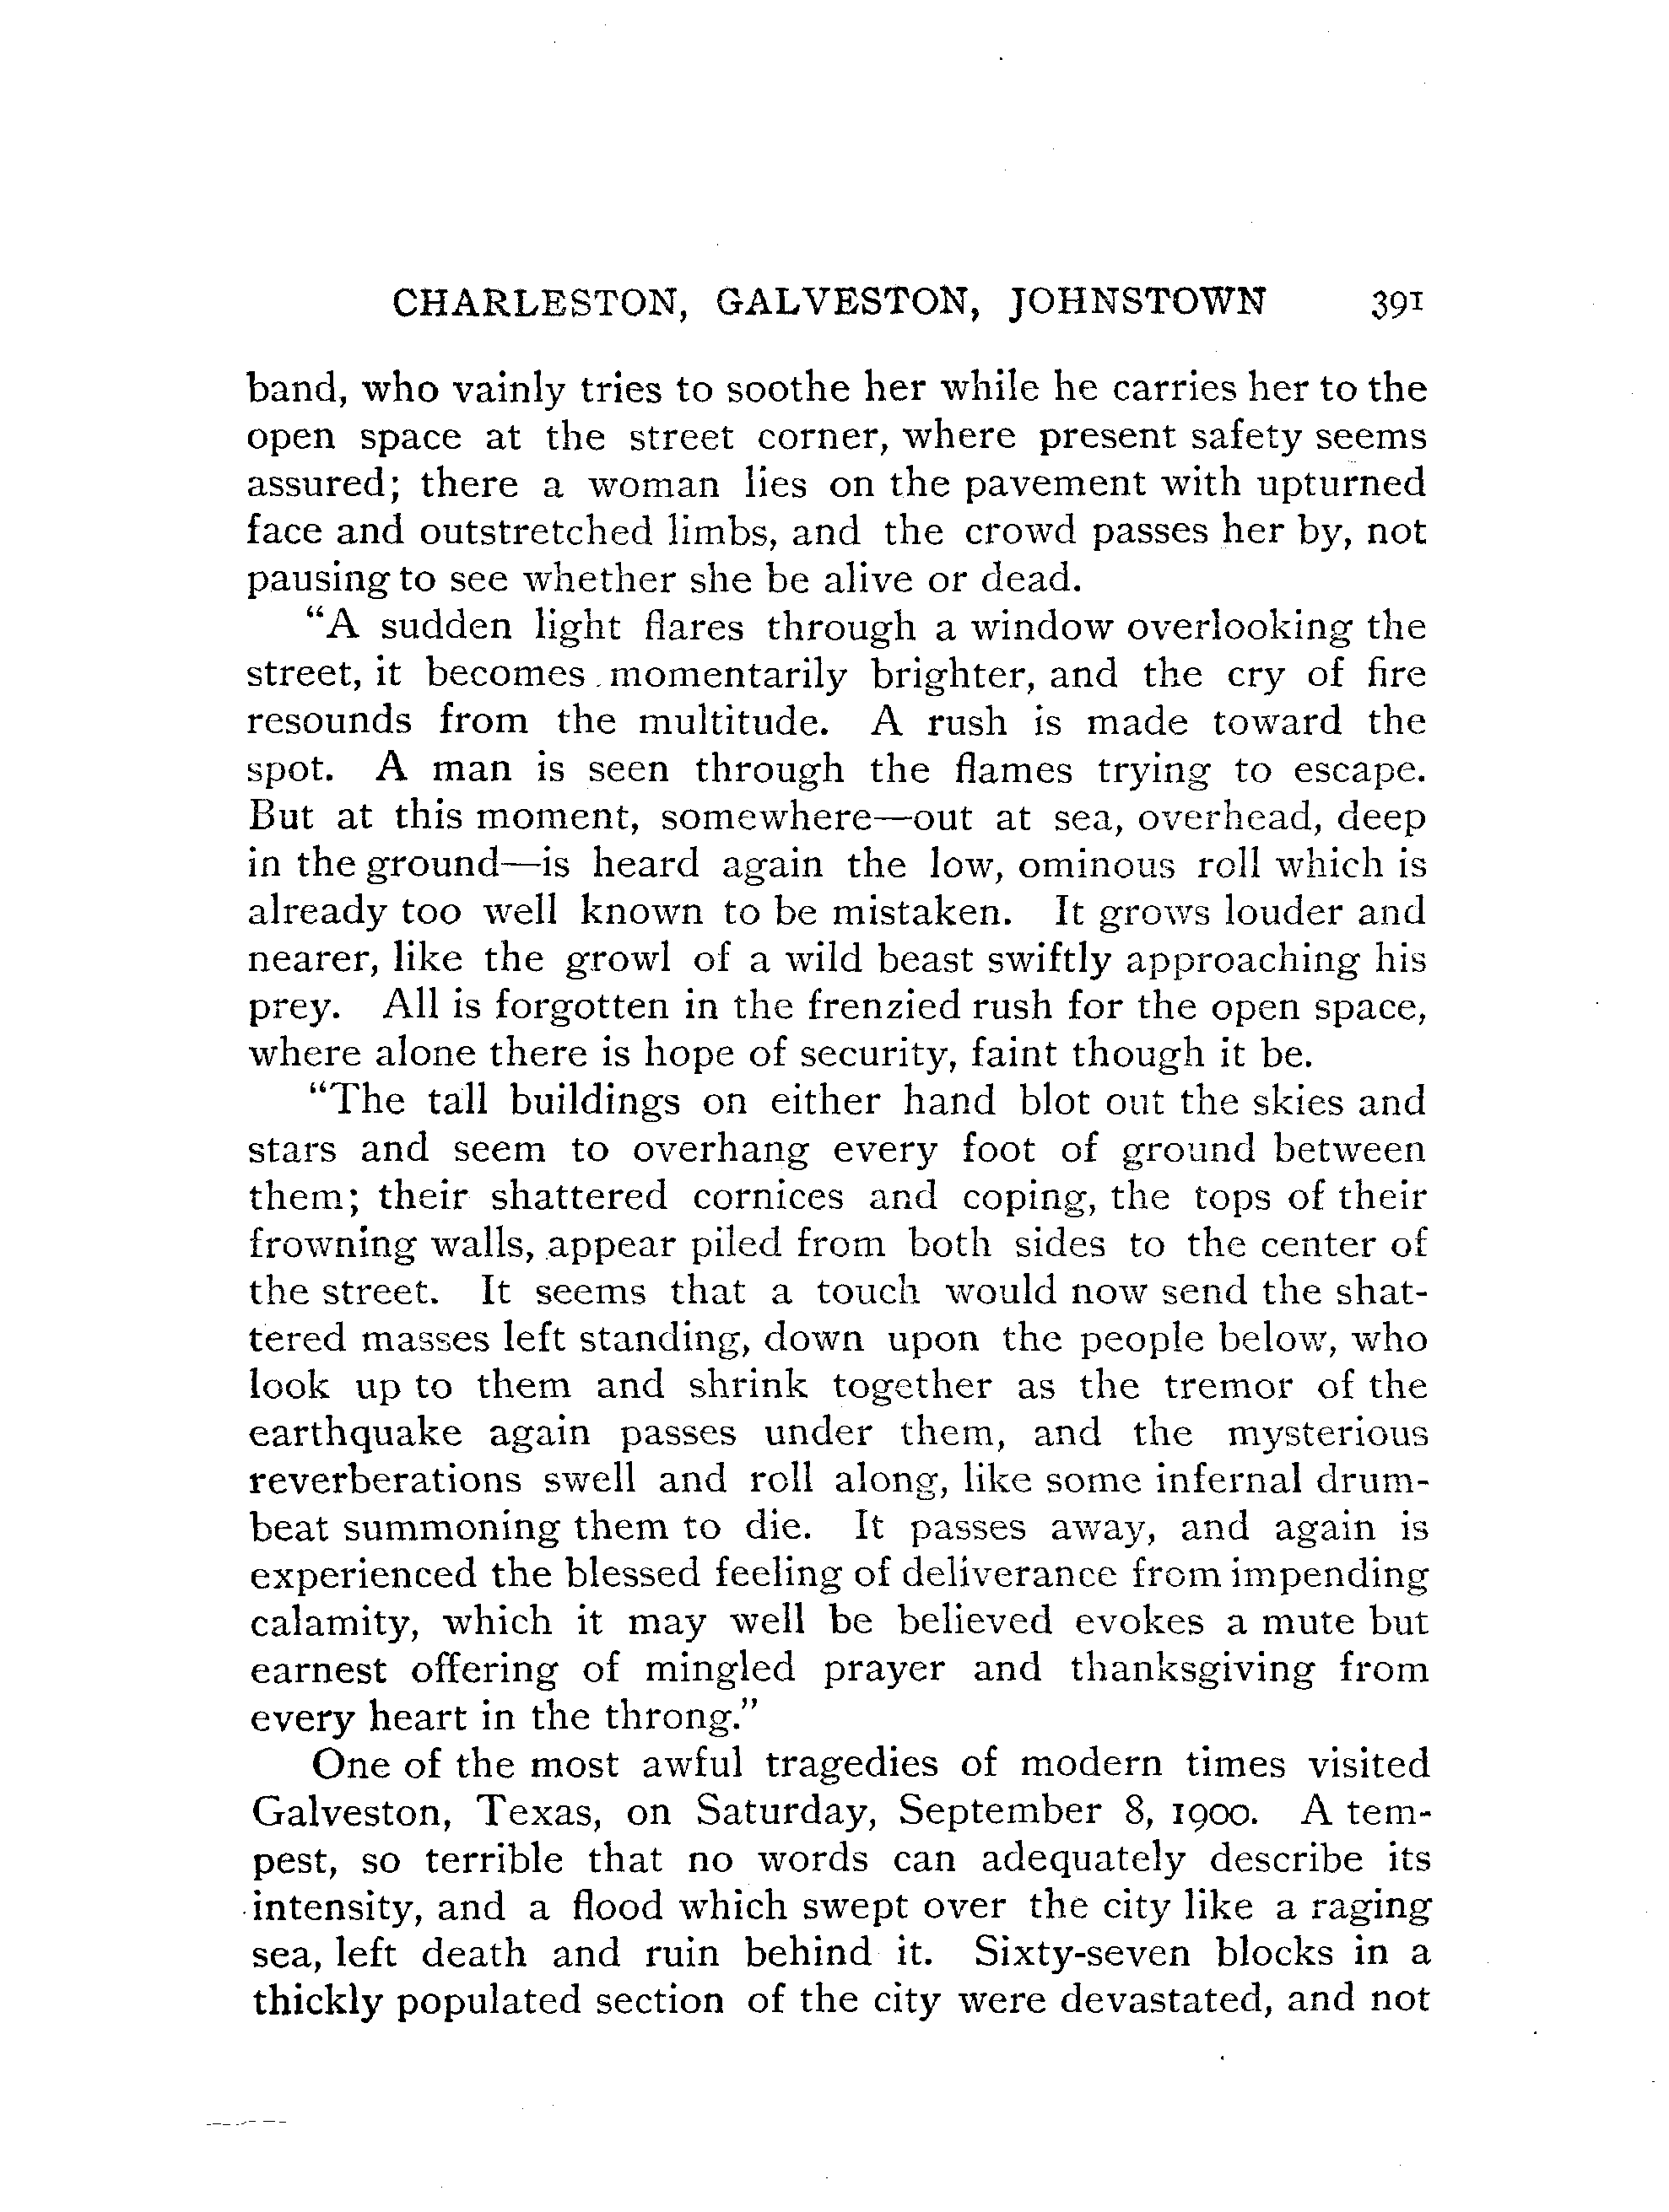 CHARLESTON, GALVESTON, JOHNSTOWN 391
band, who vainly tries to soothe her while he carries her to the
open space at the street corner, where present safety seems
assured; there a woman lies on the pavement with upturned
face and outstretched limbs, and the crowd passes her by, not
pausing to see whether she be alive or dead.
"A sudden light flares through a window overlooking the
street, it becomes momentarily brighter, and the cry of fire
resounds from the multitude. A rush is made toward the
spot. A man is seen through the flames trying to escape.
But at this moment, somewhere—out at sea, overhead, deep
in the ground—is heard again the low, ominous roll which is
already too well known to be mistaken. It grows louder and
nearer, like the growl of a wild beast swiftly approaching his
prey. All is forgotten in the frenzied rush for the open space,
where alone there is hope of security, faint though it be.
"The tall buildings on either hand blot out the skies and
stars and seem to overhang every foot of ground between
them; their shattered cornices and coping, the tops of their
frowning walls, appear piled from both sides to the center of
the street. It seems that a touch would now send the shat-
tered masses left standing, down upon the people below, who
look up to them and shrink together as the tremor of the
earthquake again passes under them, and the mysterious
reverberations swell and roll along, like some infernal drum-
beat summoning them to die. It passes away, and again is
experienced the blessed feeling of deliverance from impending
calamity, which it may well be believed evokes a mute but
earnest offering of mingled prayer and thanksgiving from
every heart in the throng."
One of the most awful tragedies of modern times visited
Galveston, Texas, on Saturday, September 8, 1900. A tem-
pest, so terrible that no words can adequately describe its
intensity, and a flood which swept over the city like a raging
sea, left death and ruin behind it. Sixty-seven blocks in a
thickly populated section of the city were devastated, and not